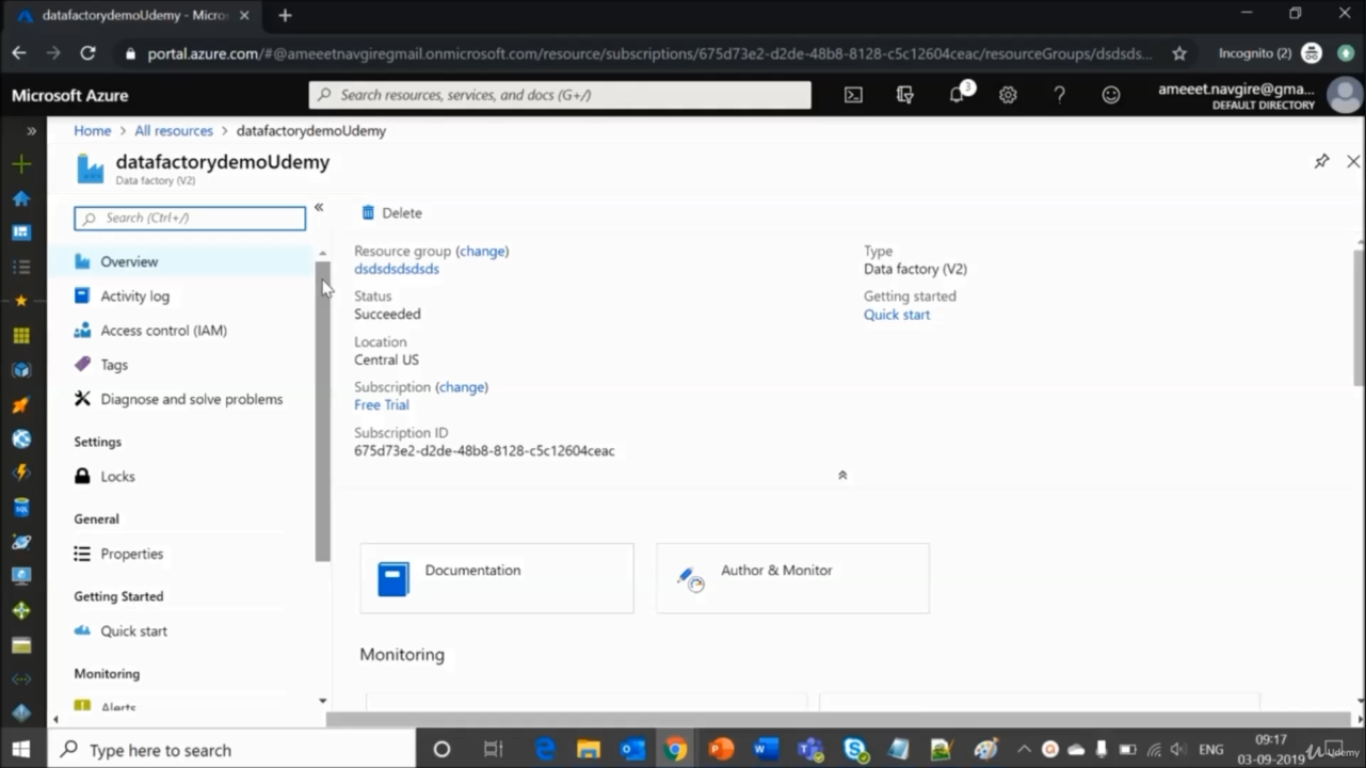 datafactorydemoUdemy - Micro
portal.azure.com/#@ameeetnavgiregmail.onmicrosoft.com/resource/subscriptions/675d73e2-d2de-48b8-8128-c5c12604ceac/resourceGroups/dsdsds...
Incognito (2)
Microsoft Azure
Search resources, services, and docs (G+/)
3
ameeet.navgire@gma...
DEFAULT DIRECTORY
Home > All resources > datafactorydemoUdemy
datafactorydemoUdemy
Data factory (V2)
Search (Ctrl+/)
Overview
Activity log
Access control (IAM)
Tags
Diagnose and solve problems
Settings
Locks
General
Properties
Getting Started
Quick start
Monitoring
Alerts
Delete
Resource group (change)
dsdsdsdsdsds
Status
Succeeded
Location
Central US
Subscription (change)
Free Trial
Subscription ID
675d73e2-d2de-48b8-8128-c5c12604ceac
Type
Data factory (V2)
Getting started
Quick start
Documentation
Author & Monitor
Monitoring
Type here to search
ENG
09:17
03-09-2019
Udemy